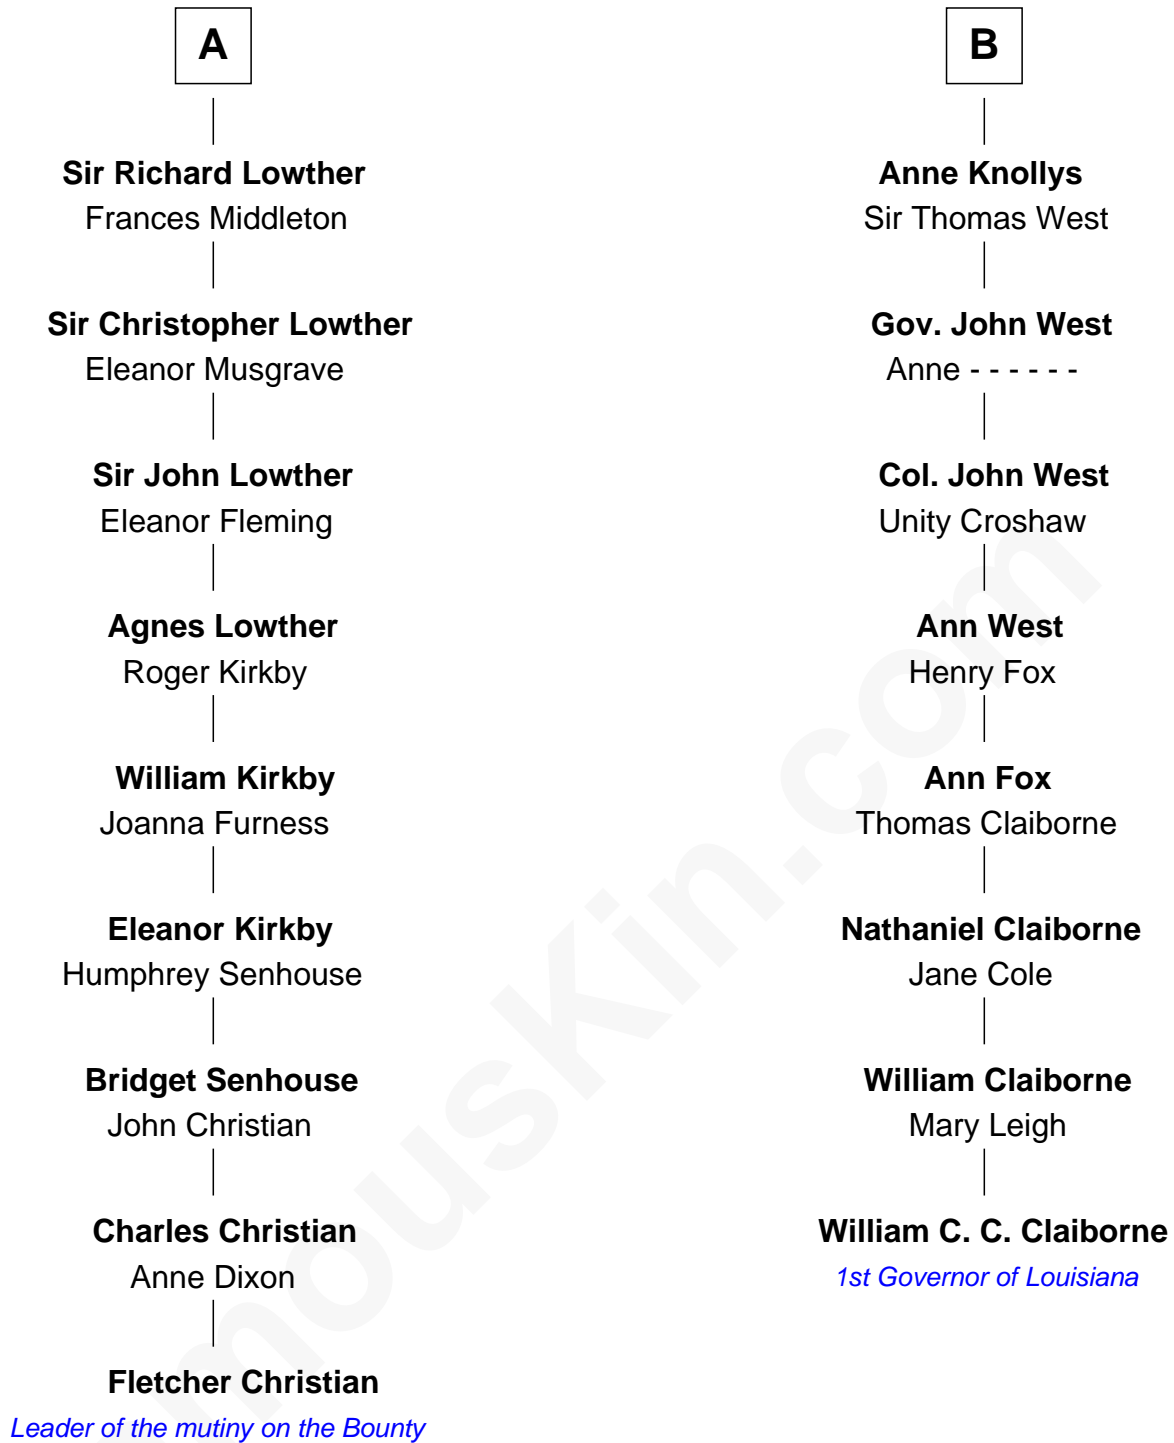 A
Sir Richard Lowther
Frances Middleton
Sir Christopher Lowther
Eleanor Musgrave
Sir John Lowther
Eleanor Fleming
Agnes Lowther
Roger Kirkby
William Kirkby
Joanna Furness
Eleanor Kirkby
Humphrey Senhouse
Bridget Senhouse
John Christian
Charles Christian
Anne Dixon
Fletcher Christian
Leader of the mutiny on the Bounty
B
Anne Knollys
Sir Thomas West
Gov. John West
Anne - - - - - -
Col. John West
Unity Croshaw
Ann West
Henry Fox
Ann Fox
Thomas Claiborne
Nathaniel Claiborne
Jane Cole
William Claiborne
Mary Leigh
William C. C. Claiborne
1st Governor of Louisiana
mousKin.com